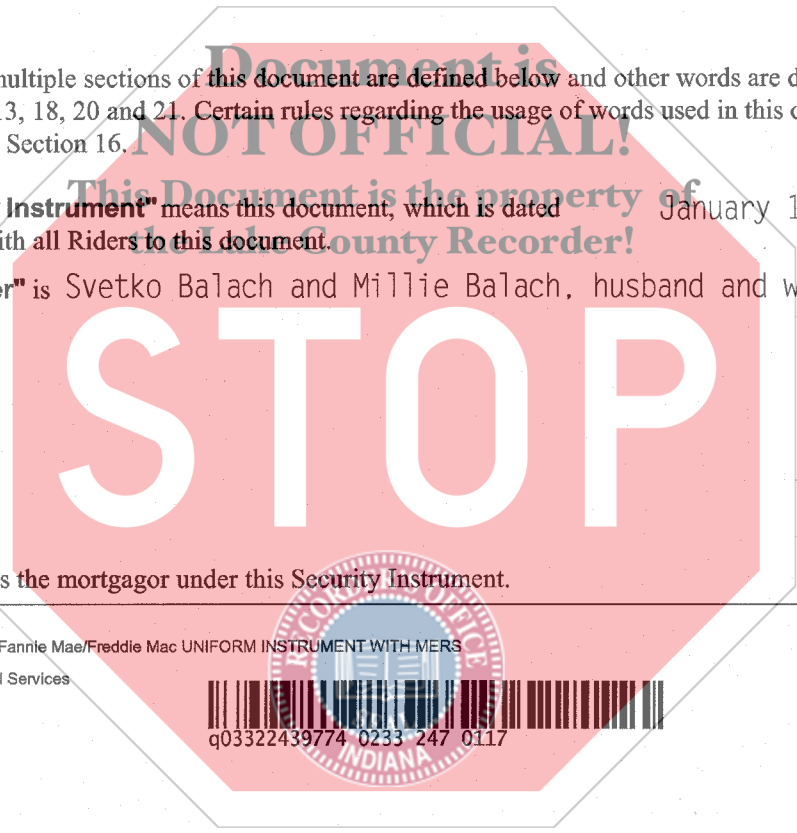 Document is
multiple sections of this document are defined below and other words are d
13, 18, 20 and 21. Certain rules regarding the usage of words used in this
NOT OFFICIAL!
Section 16.
This Document is the property of
Instrument" means this document, which is dated January 1
ith all Riders to this document.
the Lake County Recorder!
er" is Svetko Balach and Millie Balach, husband and w
STOP
s the mortgagor under this Security Instrument.
RECORDER'S OFFICE
Fannie Mae/Freddie Mac UNIFORM INSTRUMENT WITH MERS
l Services
q03322439774 0233 247 0117
INDIANA